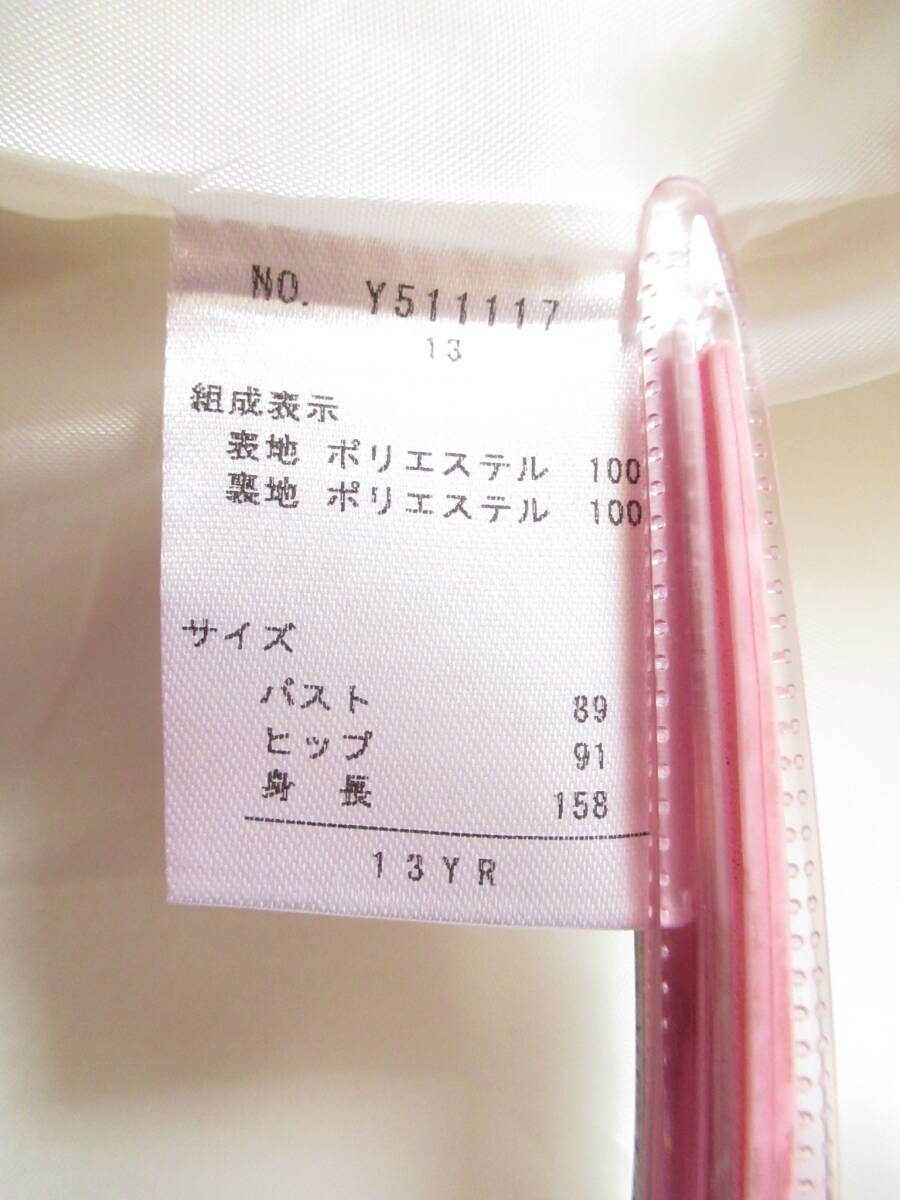 NO. Y511117
13
組成表示
表地 ポリエステル 100
裏地 ポリエステル 100
サイズ
バスト 89
ヒップ 91
身 長 158
13YR